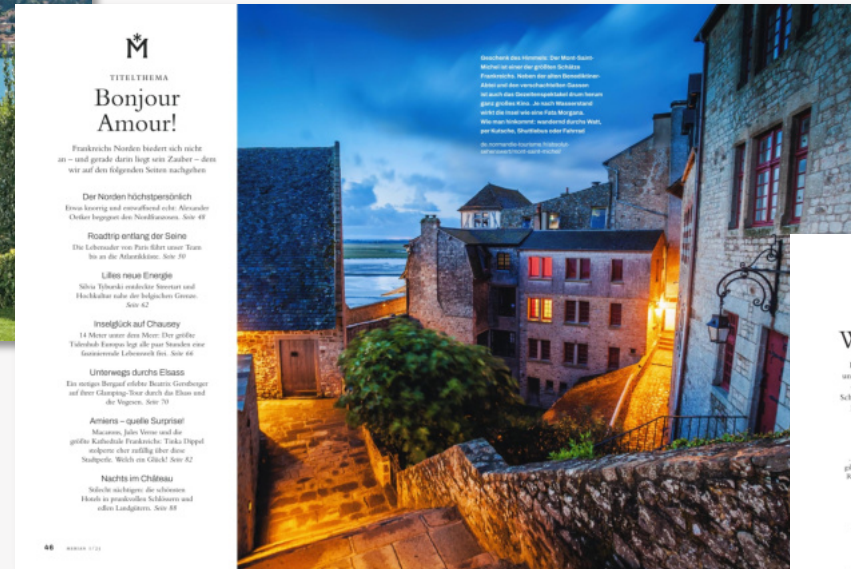 TITELTHEMA
Bonjour
Amour!
Frankreichs Norden biedert sich nicht
an – und gerade darin liegt sein Zauber – dem
wir auf den folgenden Seiten nachgehen
Der Norden höchstpersönlich
Etwas knorrig und entwaffnend echt: Alexander
Oetker begegnet den Nordfranzosen. Seite 48
Roadtrip entlang der Seine
Die Lebensader von Paris führt unser Team
bis an die Atlantikküste. Seite 50
Lilles neue Energie
Silvia Tyburski entdeckte Streetart und
Hochkultur nahe der belgischen Grenze.
Seite 62
Inselglück auf Chausey
14 Meter unter dem Meer: Der größte
Tidenhub Europas legt alle paar Stunden eine
faszinierende Lebenswelt frei. Seite 66
Unterwegs durchs Elsass
Ein stetiges Bergauf erlebte Beatrix Gerstberger
auf ihrer Glamping-Tour durch das Elsass und
die Vogesen. Seite 70
Amiens – quelle Surprise!
Macarons, Jules Verne und die
größte Kathedrale Frankreichs: Tinka Dippel
stolperte eher zufällig über diese
Stadtperle. Welch ein Glück! Seite 82
Nachts im Château
Stilecht nächtigen: die schönsten
Hotels in prunkvollen Schlössern und
edlen Landgütern. Seite 88
46 MERIAN
Geschenk des Himmels: Der Mont-Saint-
Michel ist einer der größten Schätze
Frankreichs. Neben der alten Benediktiner-
Abtei und den verschachtelten Gassen
ist auch das Gezeitenspektakel drum herum
ganz großes Kino. Je nach Wasserstand
wirkt die Insel wie eine Fata Morgana.
Wie man hinkommt: wandernd durchs Watt,
per Kutsche, Shuttlebus oder Fahrrad